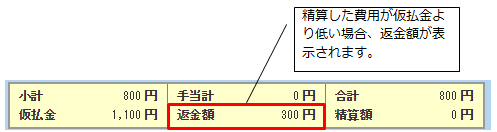 精算した費用が仮払金よ
り低い場合、返金額が表
示されます。
小計 800 円 手当計 0 円 合計 800 円
仮払金 1,100 円 返金額 300 円 精算額 0 円